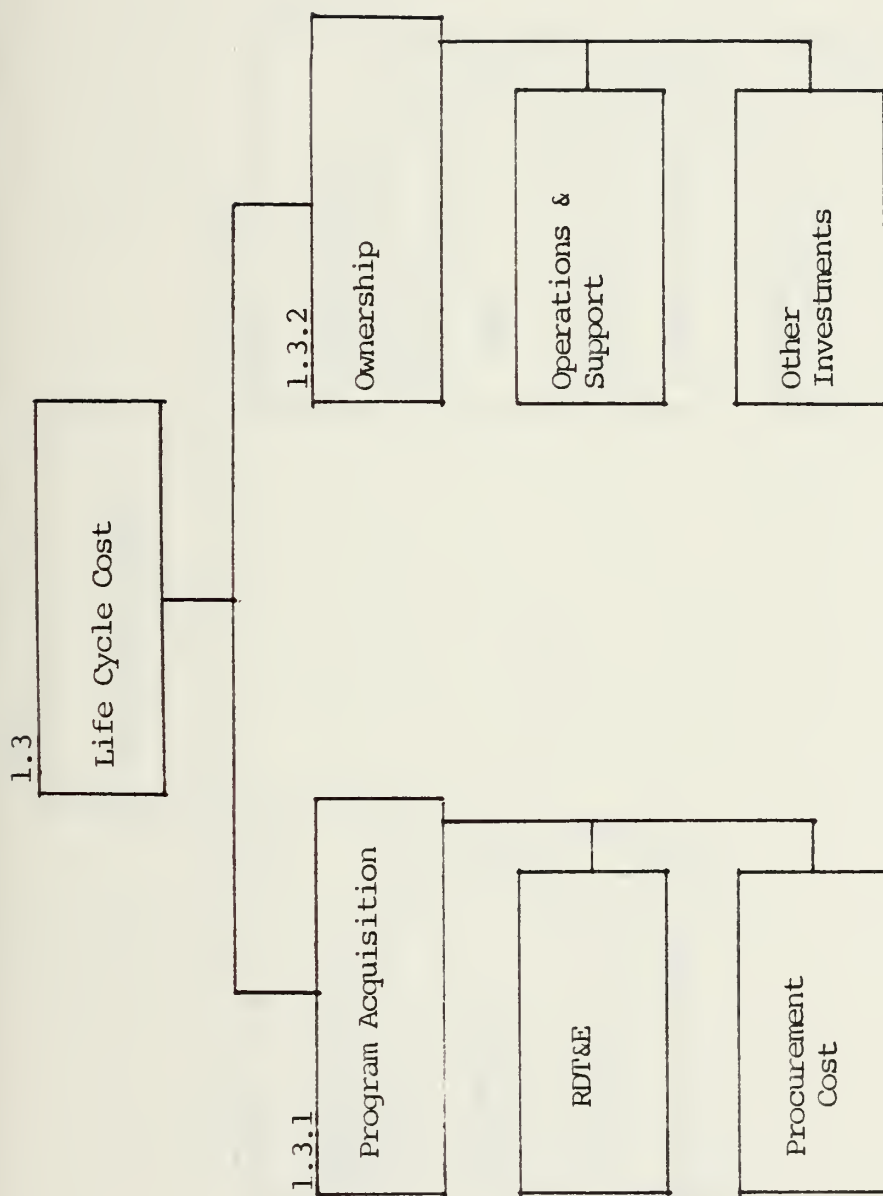 1.3
Life Cycle Cost
1.3.1
Program Acquisition
RDT&E
Procurement
Cost
1.3.2
Ownership
Operations &
Support
Other
Investments